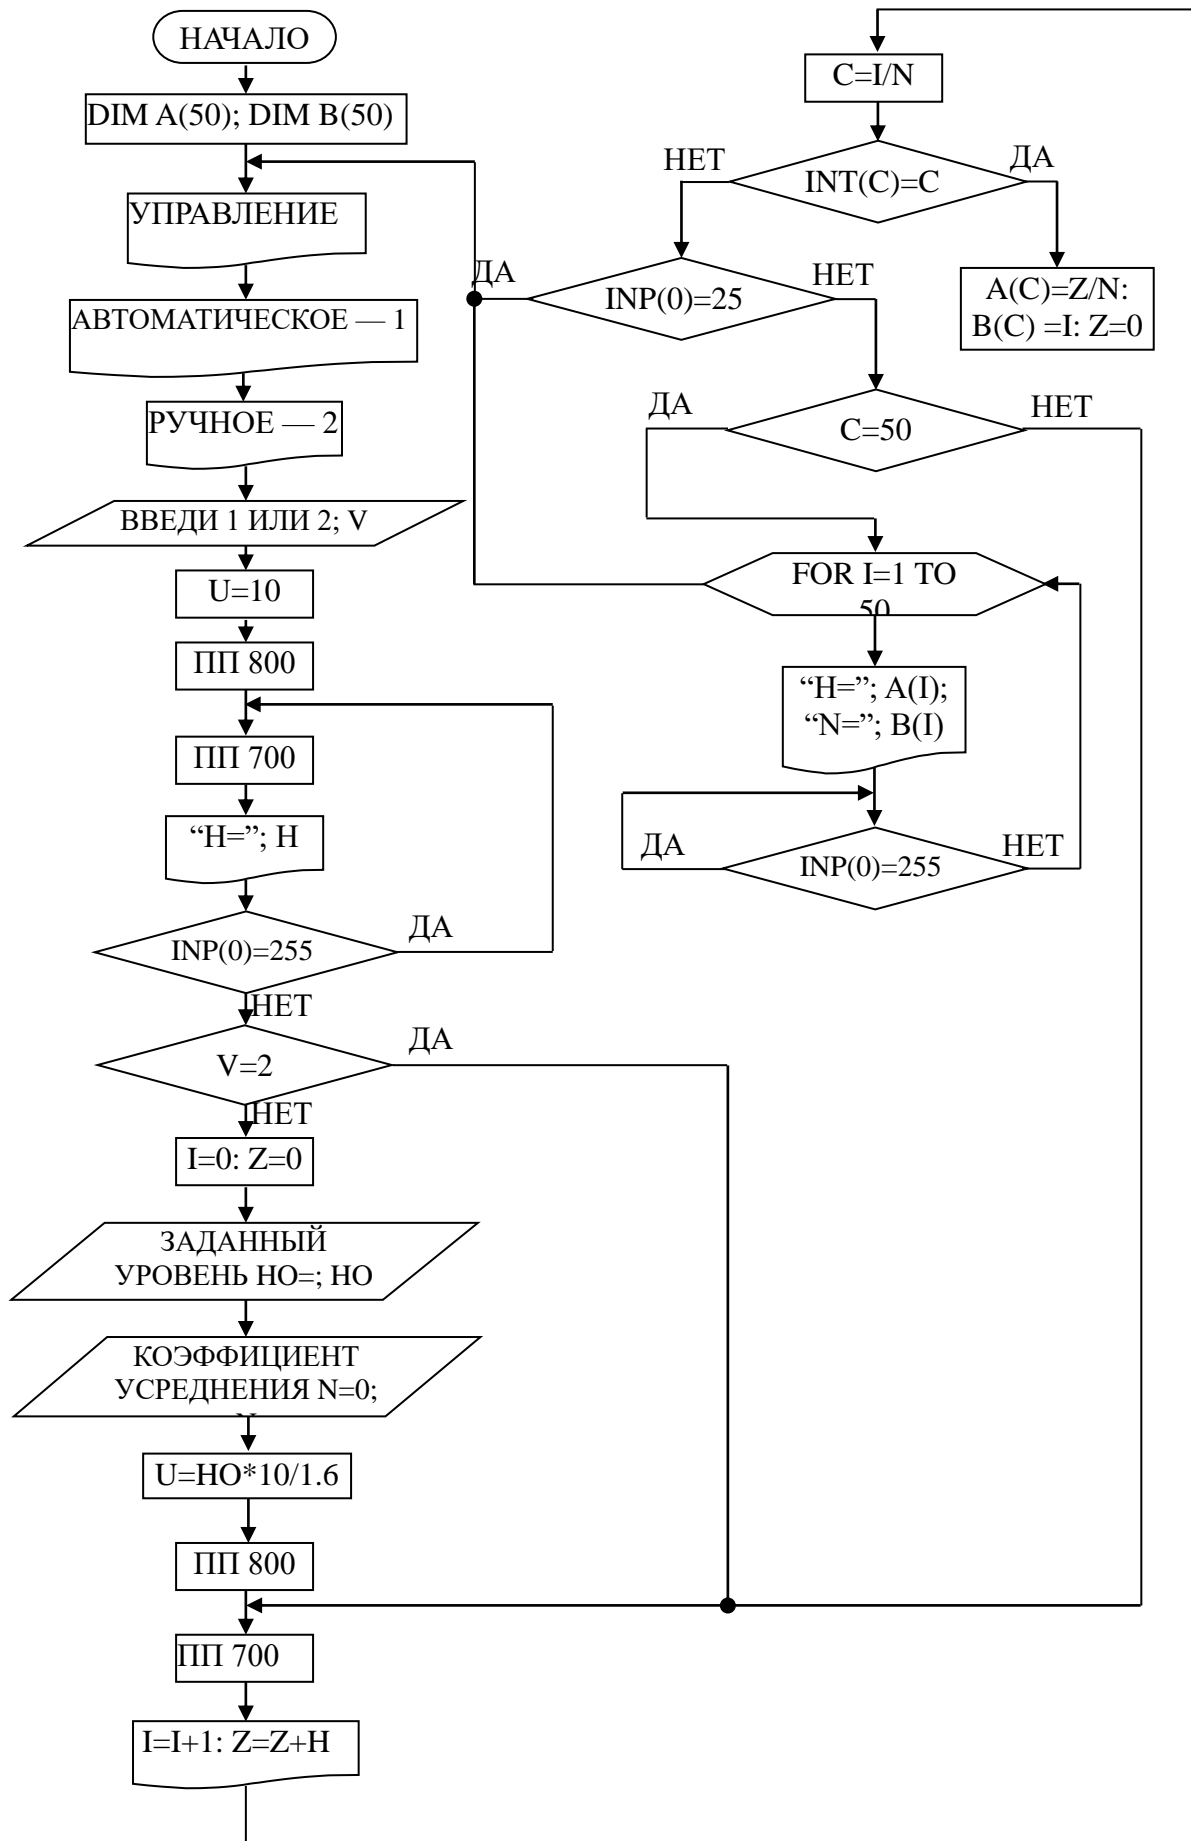 НАЧАЛО
DIM A(50); DIM B(50)
УПРАВЛЕНИЕ
АВТОМАТИЧЕСКОЕ — 1
РУЧНОЕ — 2
ВВЕДИ 1 ИЛИ 2; V
U=10
ПП 800
ПП 700
“H=”; H
INP(0)=255
ДА
НЕТ
V=2
ДА
НЕТ
I=0: Z=0
ЗАДАННЫЙ
УРОВЕНЬ НО=; НО
КОЭФФИЦИЕНТ
УСРЕДНЕНИЯ N=0;
U=HO*10/1.6
ПП 800
ПП 700
I=I+1: Z=Z+H
C=I/N
НЕТ
ДА
INT(C)=C
A(C)=Z/N:
B(C) =I: Z=0
ДА
НЕТ
INP(0)=25
ДА
НЕТ
C=50
FOR I=1 TO
50
“H=”; A(I);
“N=”; B(I)
ДА
НЕТ
INP(0)=255